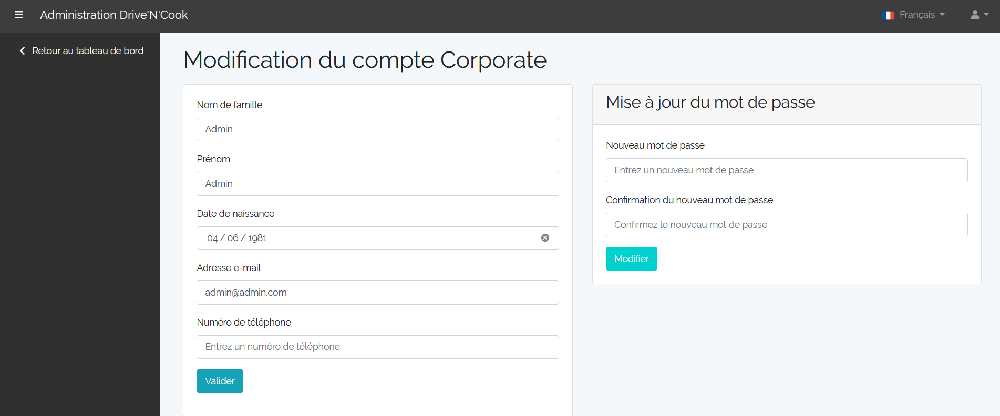 Administration Drive'N'Cook
Français
Retour au tableau de bord
Modification du compte Corporate
Nom de famille
Admin
Prénom
Admin
Date de naissance
04 / 06 / 1981
Adresse e-mail
admin@admin.com
Numéro de téléphone
Entrez un numéro de téléphone
Valider
Mise à jour du mot de passe
Nouveau mot de passe
Entrez un nouveau mot de passe
Confirmation du nouveau mot de passe
Confirmez le nouveau mot de passe
Modifier